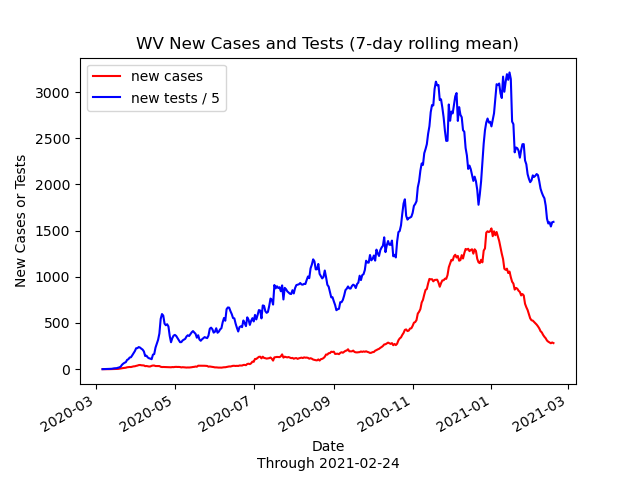 WV New Cases and Tests (7-day rolling mean)
new cases
new tests / 5
New Cases or Tests
3000
2500
2000
1500
1000
500
0
2020-03
2020-05
2020-07
2020-09
2020-11
2021-01
2021-03
Date
Through 2021-02-24